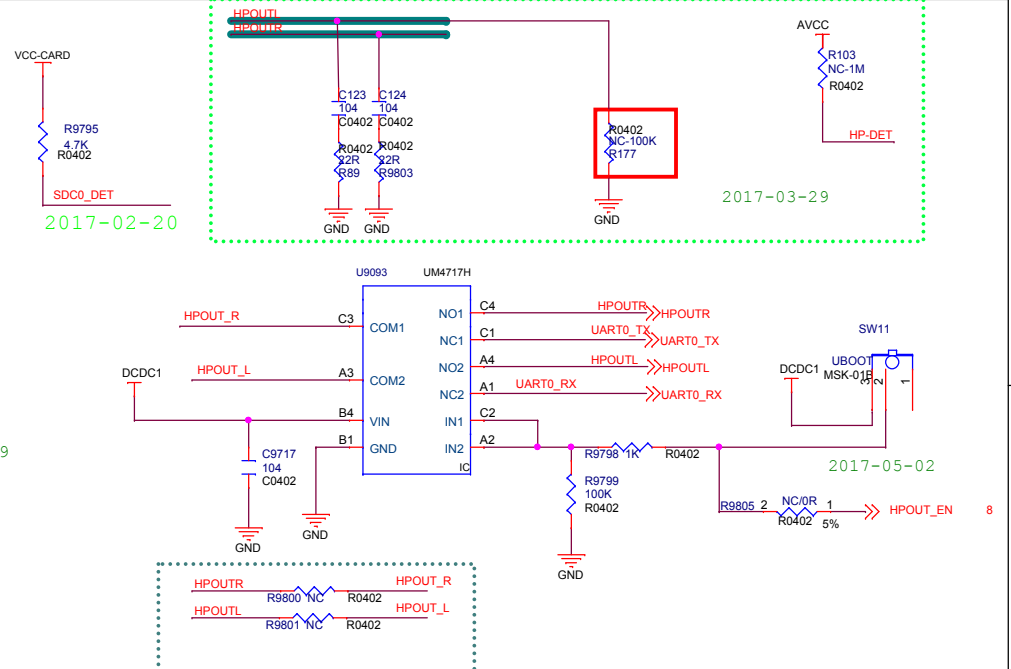 HPOUTL
HPOUTR
VCC-CARD
R9795
4.7K
R0402
SDC0_DET
2017-02-20
C123
104
C0402
C124
104
C0402
R0402
22R
R89
R0402
22R
R9803
GND
GND
R0402
NC-100K
R177
GND
AVCC
R103
NC-1M
R0402
HP-DET
2017-03-29
U9093
UM4717H
HPOUT_R
C3
COM1
HPOUT_L
A3
COM2
DCDC1
B4
VIN
B1
GND
NO1
C4
HPOUTR
HPOUTR
NC1
C1
UART0_TX
UART0_TX
NO2
A4
HPOUTL
HPOUTL
NC2
A1
UART0_RX
UART0_RX
IN1
C2
IN2
A2
IC
C9717
104
C0402
GND
GND
R9798 1K
R0402
R9799
100K
R0402
GND
SW11
UBOOT
MSK-01B
DCDC1
3
2
1
2017-05-02
R9805 2
NC/0R
1
R0402
5%
HPOUT_EN
8
9
HPOUTR
HPOUT_R
R9800 NC
R0402
HPOUTL
HPOUT_L
R9801 NC
R0402